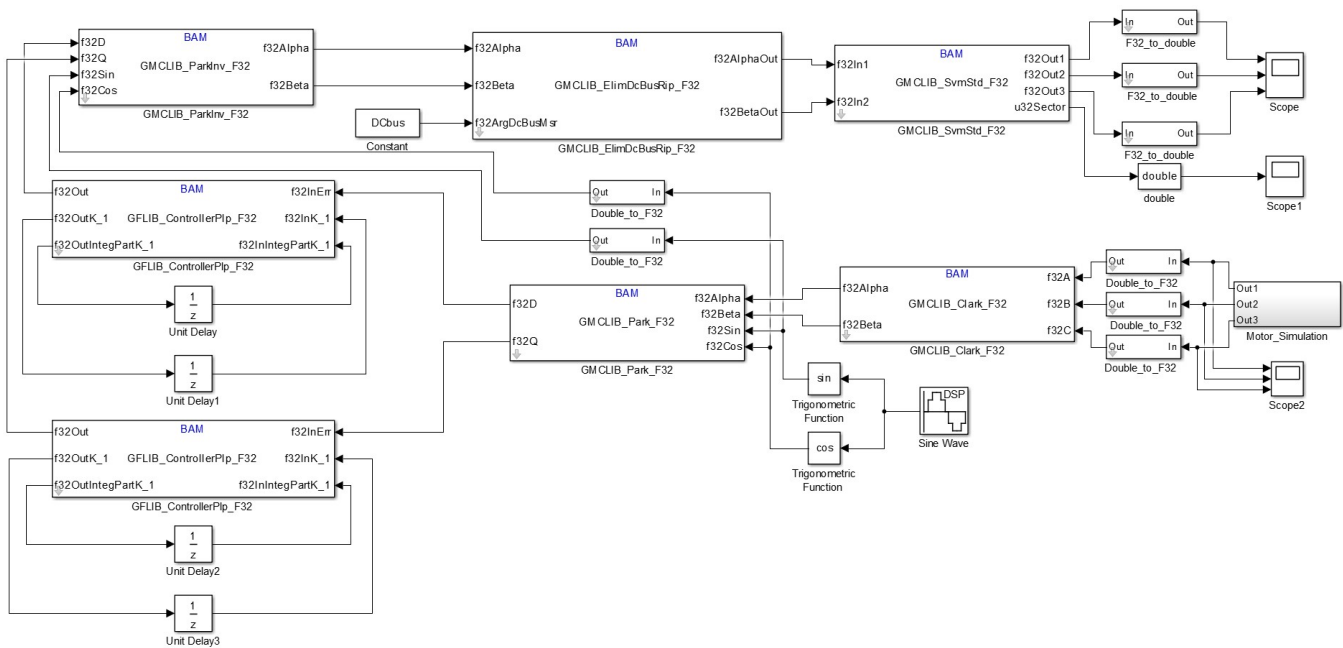 BAM
f32D
f32Q
f32Sin
f32Cos
GMCLIB_ParkInv_F32
f32Alpha
f32Beta
GMCLIB_ParkInv_F32
BAM
f32Alpha
f32Beta
f32ArgDcBusMsr
GMCLIB_ElimDcBusRip_F32
f32AlphaOut
f32BetaOut
GMCLIB_ElimDcBusRip_F32
DCbus
Constant
BAM
f32In1
f32In2
GMCLIB_SvmStd_F32
f32Out1
f32Out2
f32Out3
u32Sector
GMCLIB_SvmStd_F32
In Out
F32_to_double
In Out
F32_to_double
In Out
F32_to_double
Scope
double
double
Scope1
BAM
f32Out
f32OutK_1
f32OutIntegPartK_1
GFLIB_ControllerPIp_F32
f32InErr
f32InK_1
f32InIntegPartK_1
GFLIB_ControllerPIp_F32
1
z
Unit Delay
1
z
Unit Delay1
Out In
Double_to_F32
Out In
Double_to_F32
BAM
f32D
f32Q
GMCLIB_Park_F32
f32Alpha
f32Beta
f32Sin
f32Cos
GMCLIB_Park_F32
BAM
f32Alpha
f32Beta
GMCLIB_Clark_F32
f32A
f32B
f32C
GMCLIB_Clark_F32
Out In
Double_to_F32
Out In
Double_to_F32
Out In
Double_to_F32
Out1
Out2
Out3
Motor_Simulation
Scope2
sin
Trigonometric
Function
cos
Trigonometric
Function
DSP
Sine Wave
BAM
f32Out
f32OutK_1
f32OutIntegPartK_1
GFLIB_ControllerPIp_F32
f32InErr
f32InK_1
f32InIntegPartK_1
GFLIB_ControllerPIp_F32
1
z
Unit Delay2
1
z
Unit Delay3